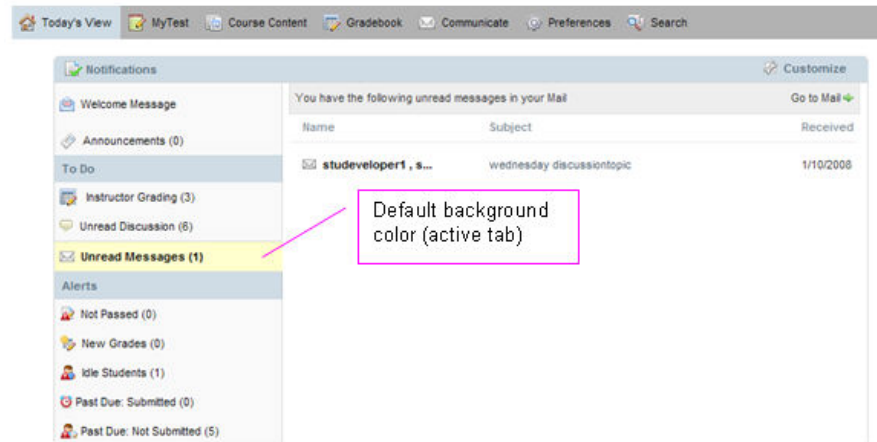 Today's View MyTest Course Content Gradebook Communicate Preferences Search
Notifications Customize
Welcome Message
Announcements (0)
To Do
Instructor Grading (3)
Unread Discussion (6)
Unread Messages (1)
Alerts
Not Passed (0)
New Grades (0)
Idle Students (1)
Past Due: Submitted (0)
Past Due: Not Submitted (5)
You have the following unread messages in your Mail Go to Mail
Name Subject Received
studeveloper1 , s... wednesday discussiontopic 1/10/2008
Default background
color (active tab)